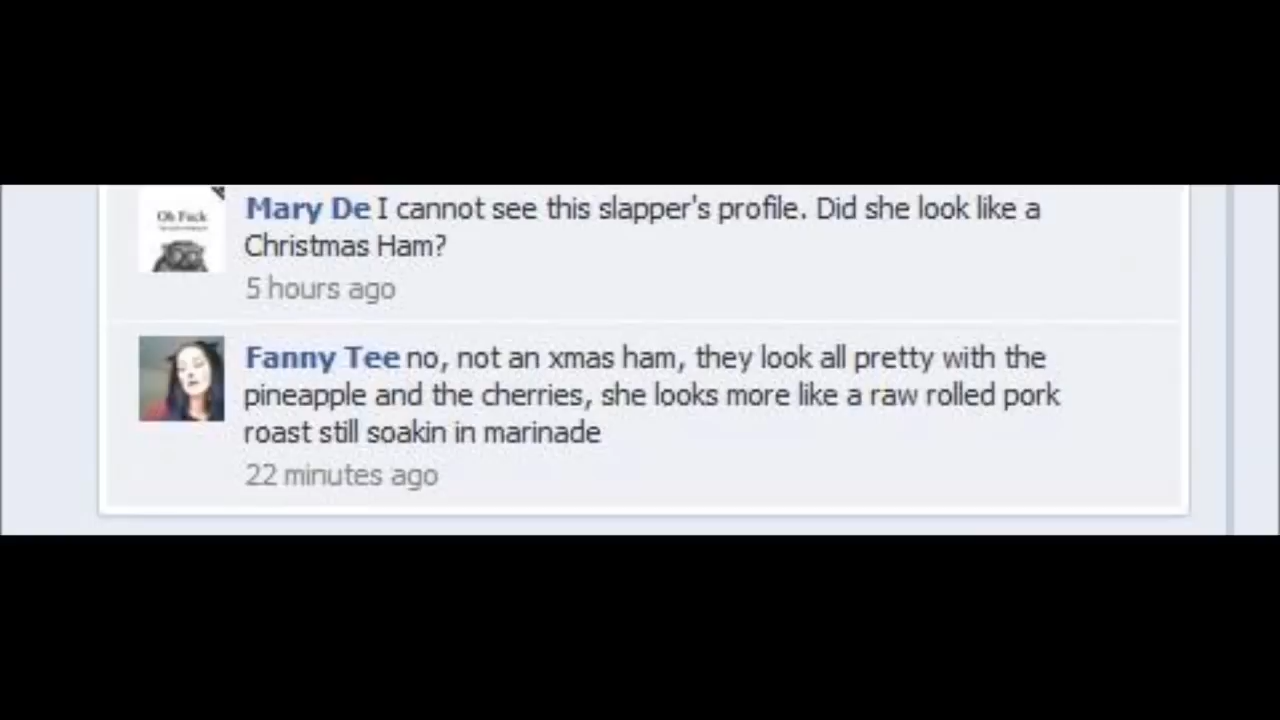 Oh Fuck
Mary De I cannot see this slapper's profile. Did she look like a
Christmas Ham?
5 hours ago
Fanny Tee no, not an xmas ham, they look all pretty with the
pineapple and the cherries, she looks more like a raw rolled pork
roast still soakin in marinade
22 minutes ago